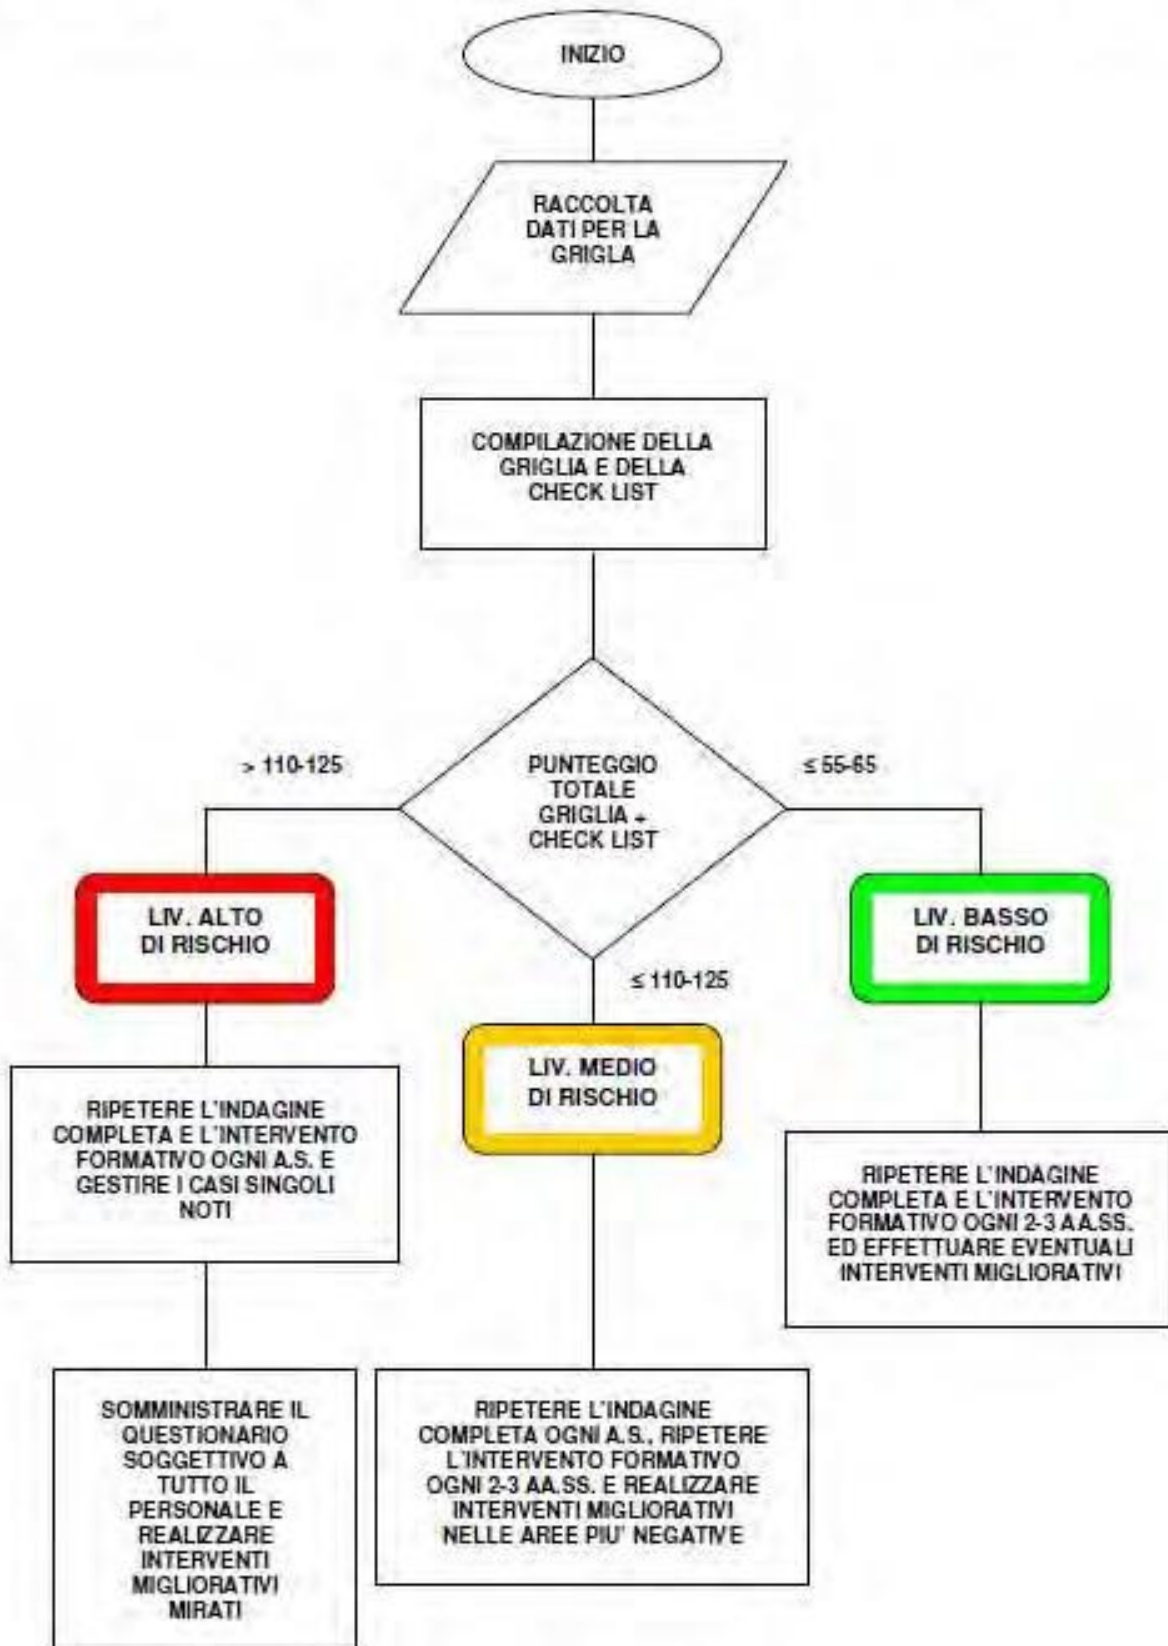 INIZIO
RACCOLTA
DATI PER LA
GRIGLA
COMPILAZIONE DELLA
GRIGLIA E DELLA
CHECK LIST
> 110-125
PUNTEGGIO
TOTALE
GRIGLIA +
CHECK LIST
≤ 55-65
LIV. ALTO
DI RISCHIO
≤ 110-125
LIV. BASSO
DI RISCHIO
LIV. MEDIO
DI RISCHIO
RIPETERE L'INDAGINE
COMPLETA E L'INTERVENTO
FORMATIVO OGNI A.S. E
GESTIRE I CASI SINGOLI
NOTI
RIPETERE L'INDAGINE
COMPLETA E L'INTERVENTO
FORMATIVO OGNI 2-3 AA.SS.
ED EFFETTUARE EVENTUALI
INTERVENTI MIGLIORATIVI
SOMMINISTRARE IL
QUESTIONARIO
SOGGETTIVO A
TUTTO IL
PERSONALE E
REALIZZARE
INTERVENTI
MIGLIORATIVI
MIRATI
RIPETERE L'INDAGINE
COMPLETA OGNI A.S., RIPETERE
L'INTERVENTO FORMATIVO
OGNI 2-3 AA.SS. E REALIZZARE
INTERVENTI MIGLIORATIVI
NELLE AREE PIU' NEGATIVE